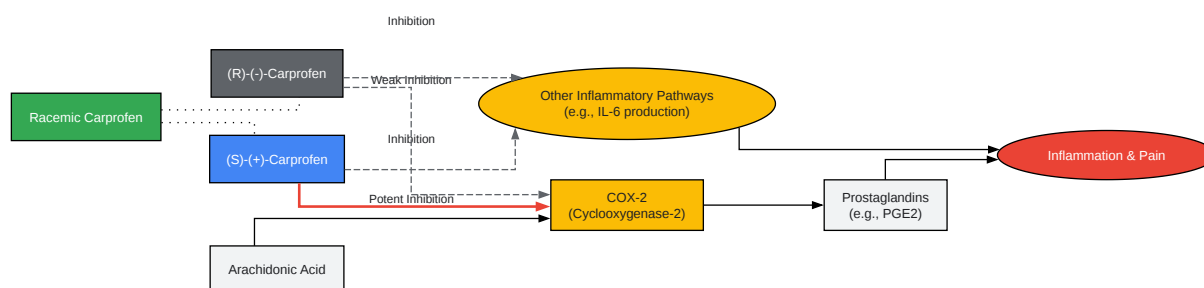 Inhibition
(R)-(-)-Carprofen
Weak Inhibition
Other Inflammatory Pathways
(e.g., IL-6 production)
Racemic Carprofen
Inhibition
(S)-(+)-Carprofen
Inflammation & Pain
Potent Inhibition
COX-2
(Cyclooxygenase-2)
Prostaglandins
(e.g., PGE2)
Arachidonic Acid